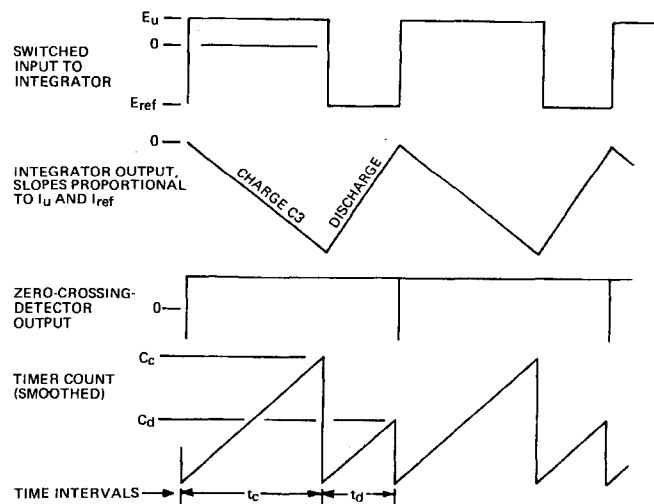 Eu
0
SWITCHED
INPUT TO
INTEGRATOR
Eref
0
INTEGRATOR OUTPUT,
SLOPES PROPORTIONAL
TO Iu AND Iref
CHARGE C3
DISCHARGE
ZERO-CROSSING-
DETECTOR
OUTPUT
0
Cc
TIMER COUNT
(SMOOTHED)
Cd
TIME INTERVALS
tc
td